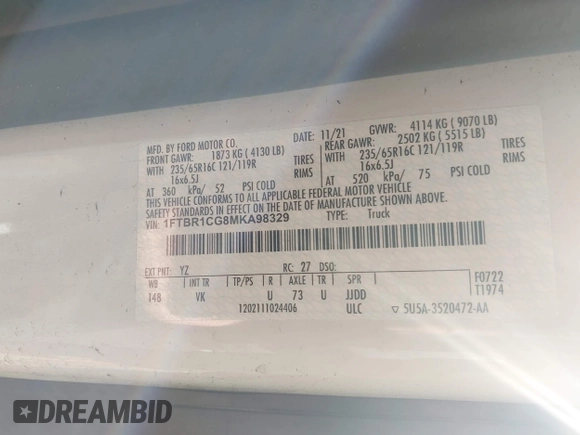 MFD. BY FORD MOTOR CO.
DATE: 11/21
GVWR: 4114 KG ( 9070 LB)
FRONT GAWR: 1873 KG ( 4130 LB)
REAR GAWR: 2502 KG ( 5515 LB)
WITH 235/65R16C 121/119R TIRES
WITH 235/65R16C 121/119R TIRES
16x6.5J RIMS
16x6.5J RIMS
AT 360 kPa/ 52 PSI COLD
AT 520 kPa/ 75 PSI COLD
THIS VEHICLE CONFORMS TO ALL APPLICABLE FEDERAL MOTOR VEHICLE
SAFETY STANDARDS IN EFFECT ON THE DATE OF MANUFACTURE SHOWN ABOVE.
VIN: 1FTBR1CG8MKA98329
TYPE: Truck
EXT PNT: YZ RC: 27 DSO:
WB INT TR TP/PS R AXLE TR SPR
148 VK U 73 U JJDD
F0722
T1974
1202111024406 ULC
5U5A-3520472-AA
DREAMBID